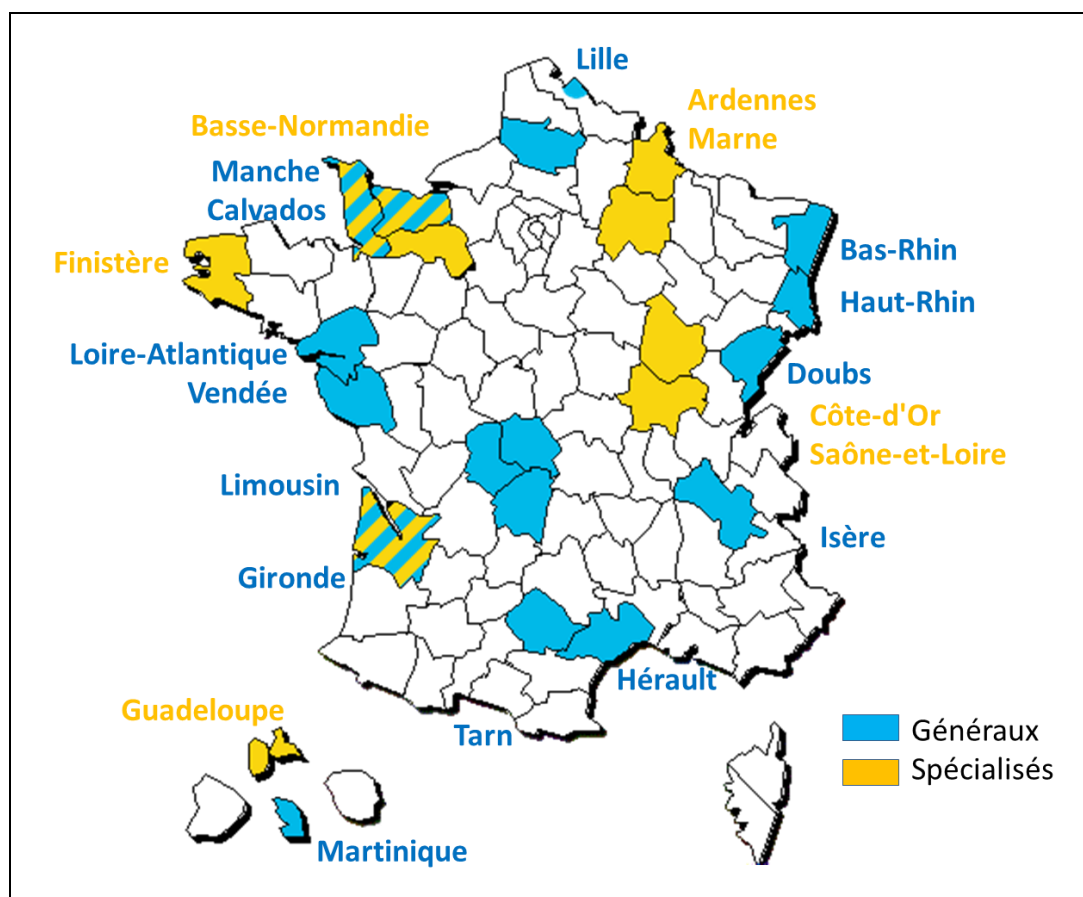 Lille
Ardennes
Marne
Basse-Normandie
Manche
Calvados
Finistère
Bas-Rhin
Haut-Rhin
Loire-Atlantique
Vendée
Doubs
Côte-d'Or
Saône-et-Loire
Limousin
Isère
Gironde
Hérault
Guadeloupe
Tarn
Généraux
Spécialisés
Martinique